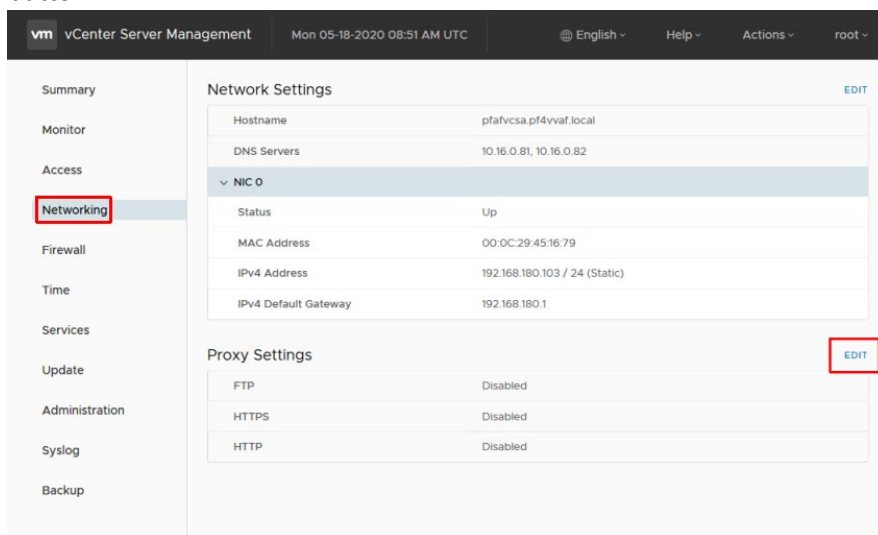 vm vCenter Server Management Mon 05-18-2020 08:51 AM UTC English Help Actions root
Summary
Monitor
Access
Networking
Firewall
Time
Services
Update
Administration
Syslog
Backup
Network Settings EDIT
Hostname pfafvcsa.pf4vvaf.local
DNS Servers 10.16.0.81, 10.16.0.82
NIC 0
Status Up
MAC Address 00:0C:29:45:16:79
IPv4 Address 192.168.180.103 / 24 (Static)
IPv4 Default Gateway 192.168.180.1
Proxy Settings EDIT
FTP Disabled
HTTPS Disabled
HTTP Disabled